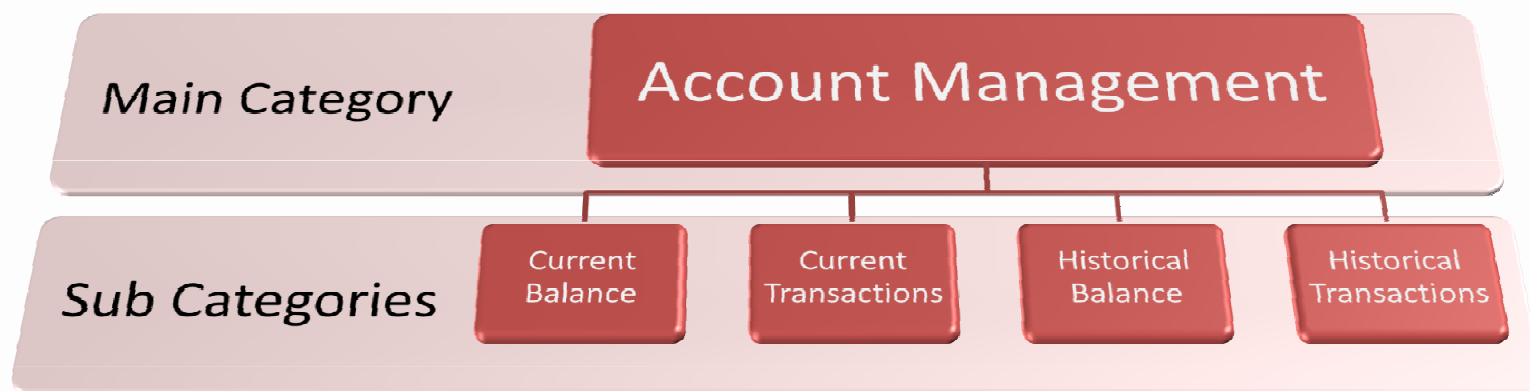 Main Category
Account Management
Sub Categories
Current
Balance
Current
Transactions
Historical
Balance
Historical
Transactions